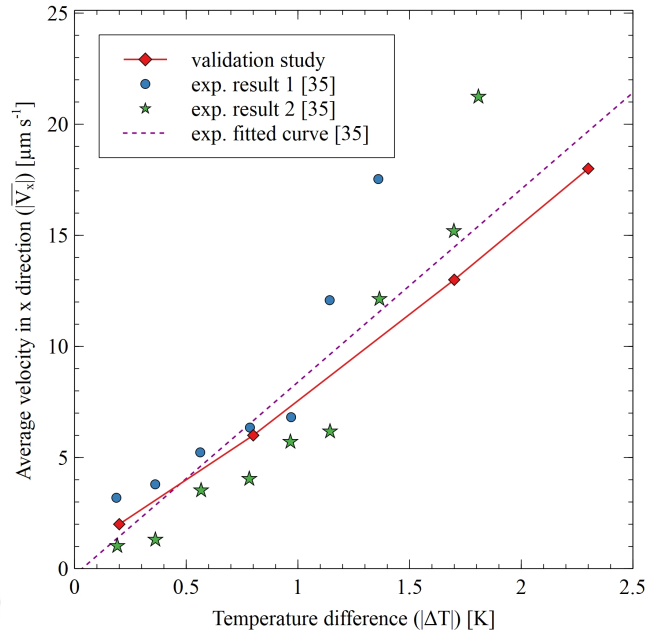 25
20
15
10
5
0
Average velocity in x direction (|V̅ₓ|) [μm s⁻¹]
validation study
exp. result 1 [35]
exp. result 2 [35]
exp. fitted curve [35]
0 0.5 1 1.5 2 2.5
Temperature difference (|ΔT|) [K]